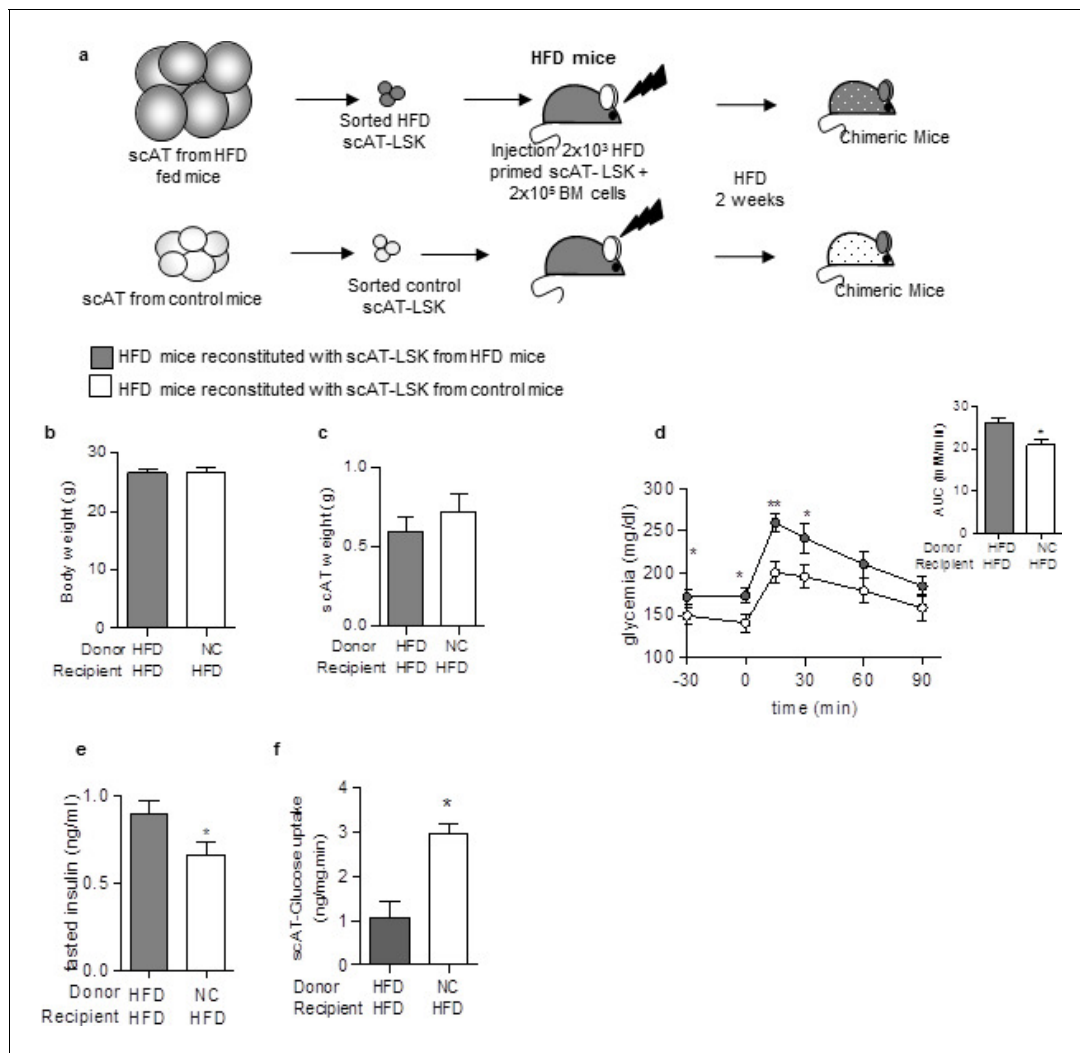 a
HFD mice
Sorted HFD
scAT-LSK
Chimeric Mice
scAT from HFD
fed mice
Injection 2x10³ HFD
primed scAT- LSK +
2x10⁵ BM cells
HFD
2 weeks
scAT from control mice
Sorted control
scAT-LSK
Chimeric Mice
HFD mice reconstituted with scAT-LSK from HFD mice
HFD mice reconstituted with scAT-LSK from control mice
b
Body weight (g)
30
20
10
0
Donor HFD NC
Recipient HFD HFD
c
scAT weight (g)
1.0
0.5
0.0
Donor HFD NC
Recipient HFD HFD
d
glycemia (mg/dl)
300
250
200
150
100
* * ** *
-30 0 30 60 90
time (min)
AUC (mM/min)
30
20
10
0
*
Donor HFD NC
Recipient HFD HFD
e
fasted insulin (ng/ml)
1.0
0.5
0.0
*
Donor HFD NC
Recipient HFD HFD
f
scAT-Glucose uptake
(ng/mg.min)
4
3
2
1
0
*
Donor HFD NC
Recipient HFD HFD